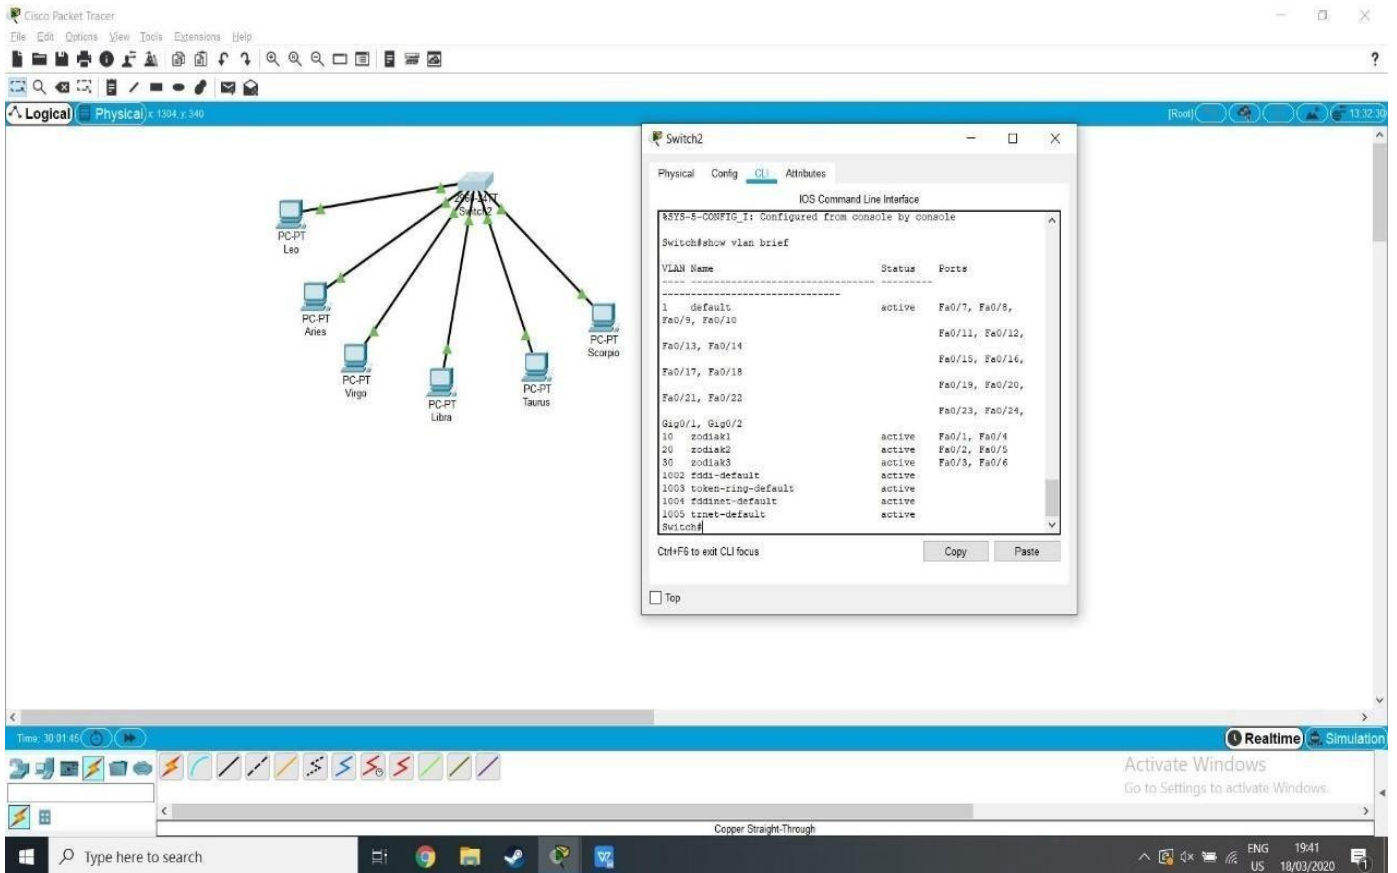 Cisco Packet Tracer
File Edit Options View Tools Extensions Help
?
Logical Physical x: 1304, y: 340
[Root] 13:32:30
PC-PT
Leo
2960-24TT
Switch2
PC-PT
Aries
PC-PT
Virgo
PC-PT
Libra
PC-PT
Taurus
PC-PT
Scorpio
Switch2
Physical Config CLI Attributes
IOS Command Line Interface
%SYS-5-CONFIG_I: Configured from console by console
Switch#show vlan brief
VLAN Name Status Ports
---- -------------------------------- ---------
-------------------------------
1 default active Fa0/7, Fa0/8,
Fa0/9, Fa0/10
Fa0/11, Fa0/12,
Fa0/13, Fa0/14
Fa0/15, Fa0/16,
Fa0/17, Fa0/18
Fa0/19, Fa0/20,
Fa0/21, Fa0/22
Fa0/23, Fa0/24,
Gig0/1, Gig0/2
10 zodiak1 active Fa0/1, Fa0/4
20 zodiak2 active Fa0/2, Fa0/5
30 zodiak3 active Fa0/3, Fa0/6
1002 fddi-default active
1003 token-ring-default active
1004 fddinet-default active
1005 trnet-default active
Switch#
Ctrl+F6 to exit CLI focus
Copy Paste
Top
Time: 30:01:45
Realtime Simulation
Activate Windows
Go to Settings to activate Windows.
Copper Straight-Through
Type here to search
ENG
US
19:41
18/03/2020
1